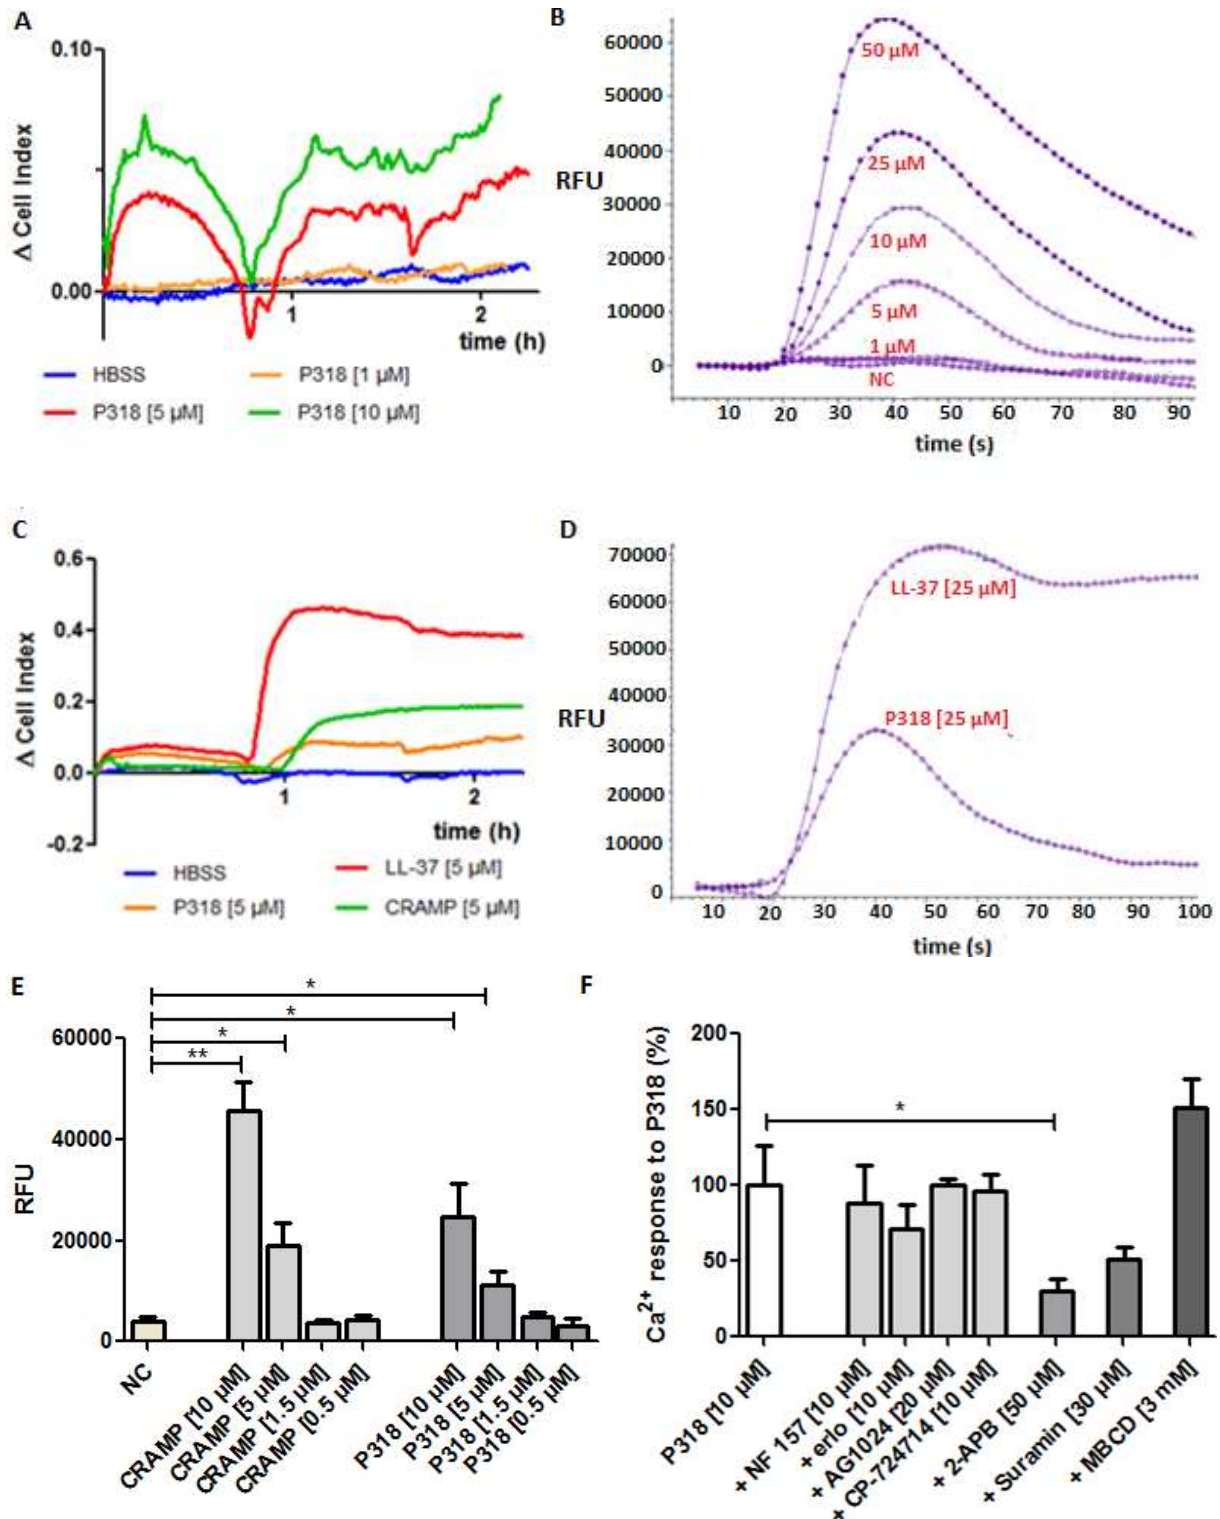 A
0.10
0.00
Δ Cell Index
1
2
time (h)
HBSS
P318 [1 µM]
P318 [5 µM]
P318 [10 µM]
B
60000
50000
40000
30000
20000
10000
0
RFU
50 µM
25 µM
10 µM
5 µM
1 µM
NC
10 20 30 40 50 60 70 80 90
time (s)
C
0.6
0.4
0.2
0.0
-0.2
Δ Cell Index
1
2
time (h)
HBSS
LL-37 [5 µM]
P318 [5 µM]
CRAMP [5 µM]
D
70000
60000
50000
40000
30000
20000
10000
0
RFU
LL-37 [25 µM]
P318 [25 µM]
10 20 30 40 50 60 70 80 90 100
time (s)
E
60000
40000
20000
0
RFU
*
*
*
**
NC
CRAMP [10 µM]
CRAMP [5 µM]
CRAMP [1.5 µM]
CRAMP [0.5 µM]
P318 [10 µM]
P318 [5 µM]
P318 [1.5 µM]
P318 [0.5 µM]
F
200
150
100
50
0
Ca²⁺ response to P318 (%)
*
P318 [10 µM]
+ NF 157 [10 µM]
+ erlo [10 µM]
+ AG1024 [20 µM]
+ CP-724714 [10 µM]
+ 2-APB [50 µM]
+ Suramin [30 µM]
+ MBCD [3 mM]